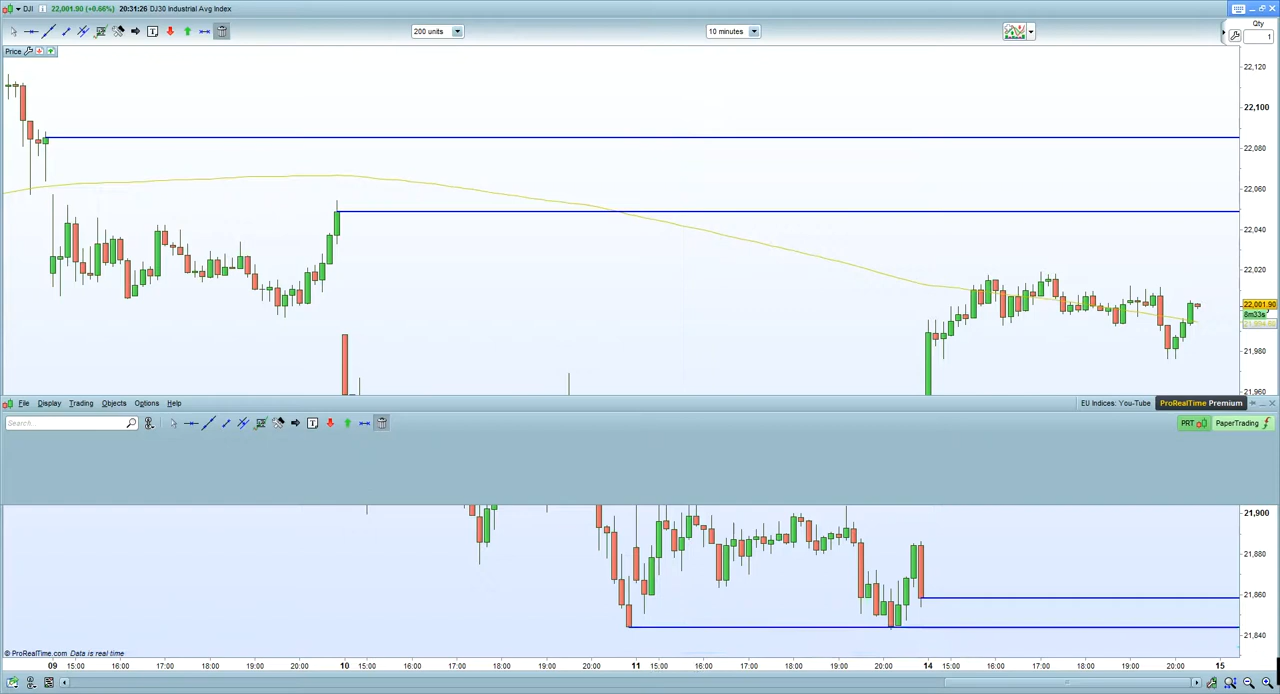 DJI 22,001.90 (+0.66%) 20:31:26 DJ30 Industrial Avg Index
200 units 10 minutes Qty
1
Price
22,120
22,100
22,080
22,060
22,040
22,020
22,001.90
8m33s
21,980
21,960
File Display Trading Objects Options Help EU Indices: You-Tube ProRealTime Premium
Search... PRT PaperTrading
21,900
21,880
21,860
21,840
© ProRealTime.com Data is real time
09 15:00 16:00 17:00 18:00 19:00 20:00 10 15:00 16:00 17:00 18:00 19:00 20:00 11 15:00 16:00 17:00 18:00 19:00 20:00 14 15:00 16:00 17:00 18:00 19:00 20:00 15